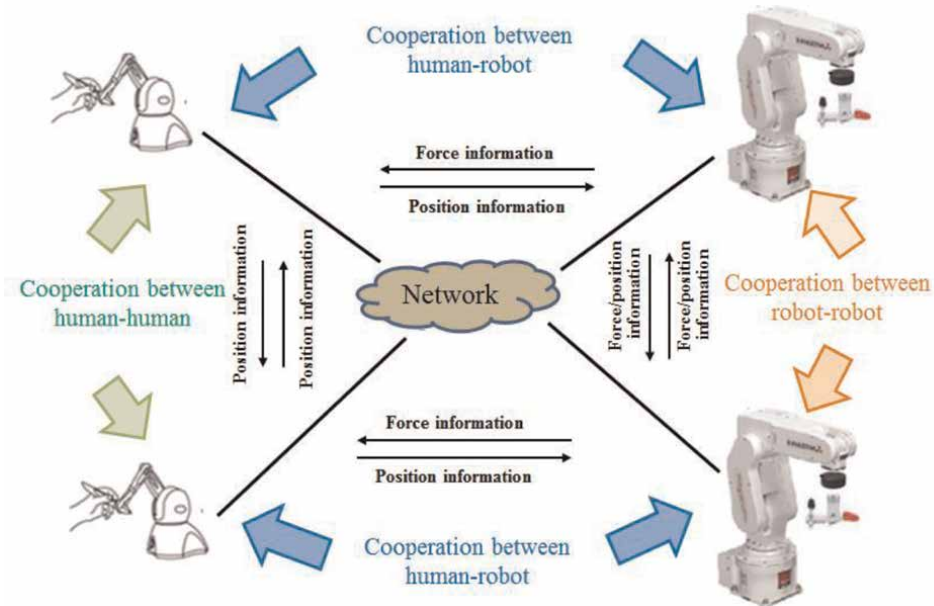 Cooperation between
human-robot
Force information
Position information
Cooperation between
human-human
Position information
Position information
Network
Force/position
information
Force/position
information
Cooperation between
robot-robot
Force information
Position information
Cooperation between
human-robot